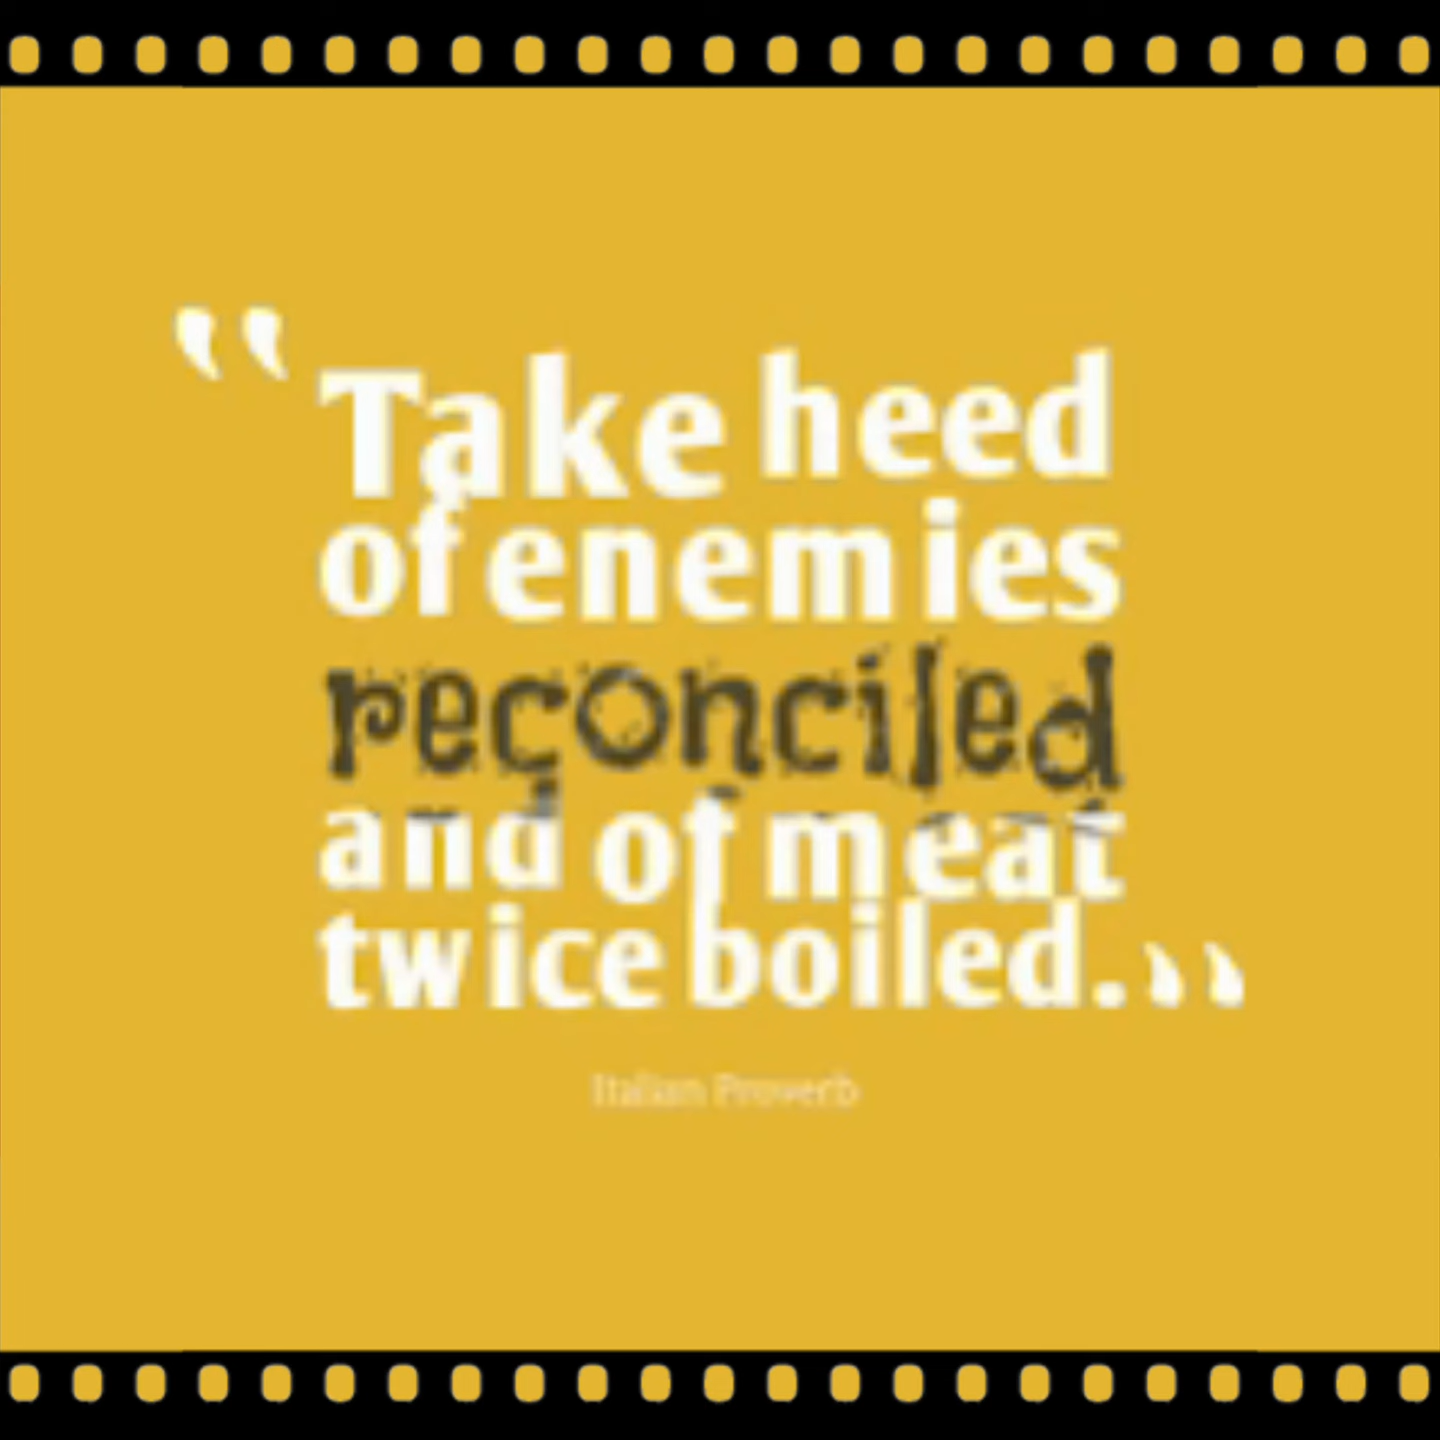 “Take heed
of enemies
reconciled
and of meat
twice boiled.”
Italian Proverb